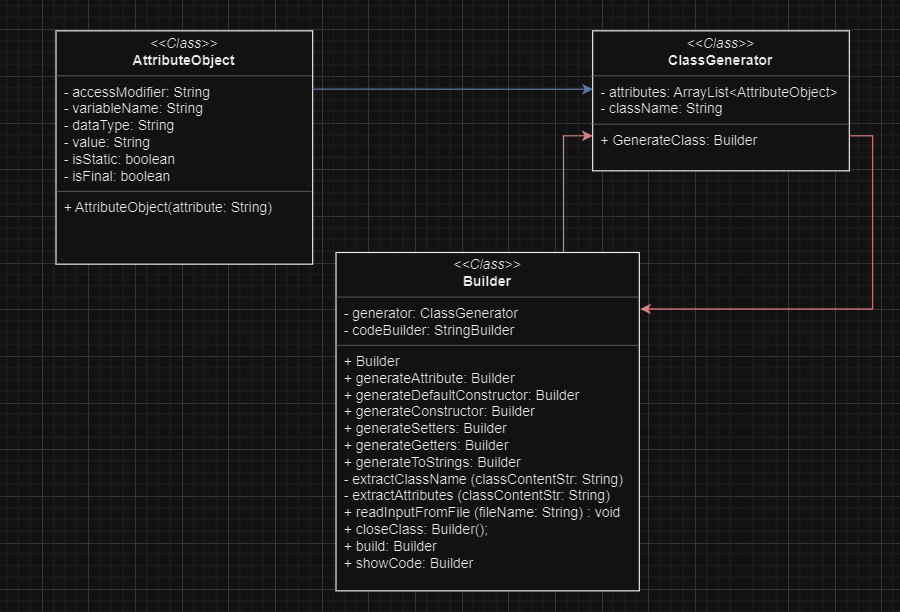 <<Class>>
AttributeObject
- accessModifier: String
- variableName: String
- dataType: String
- value: String
- isStatic: boolean
- isFinal: boolean
+ AttributeObject(attribute: String)
<<Class>>
ClassGenerator
- attributes: ArrayList<AttributeObject>
- className: String
+ GenerateClass: Builder
<<Class>>
Builder
- generator: ClassGenerator
- codeBuilder: StringBuilder
+ Builder
+ generateAttribute: Builder
+ generateDefaultConstructor: Builder
+ generateConstructor: Builder
+ generateSetters: Builder
+ generateGetters: Builder
+ generateToStrings: Builder
- extractClassName (classContentStr: String)
- extractAttributes (classContentStr: String)
+ readInputFromFile (fileName: String) : void
+ closeClass: Builder();
+ build: Builder
+ showCode: Builder